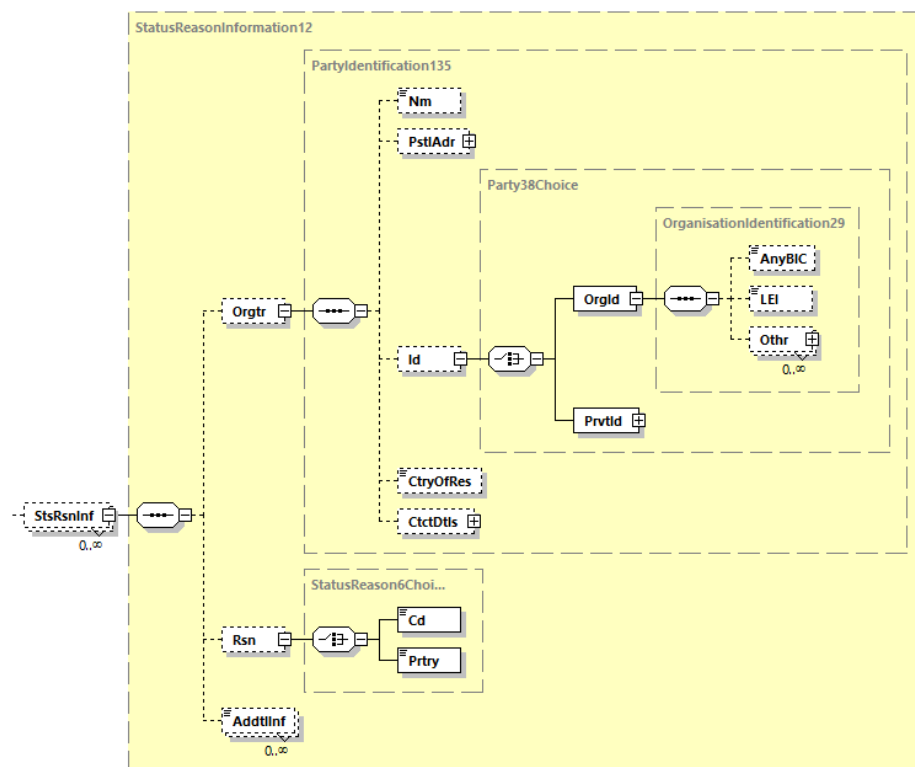 StatusReasonInformation12
PartyIdentification135
Nm
PstlAdr
Party38Choice
OrganisationIdentification29
AnyBIC
OrgId
LEI
Orgtr
Othr
0..∞
Id
PrvtId
CtryOfRes
StsRsnInf
CtctDtls
0..∞
StatusReason6Choi...
Cd
Rsn
Prtry
AddtlInf
0..∞